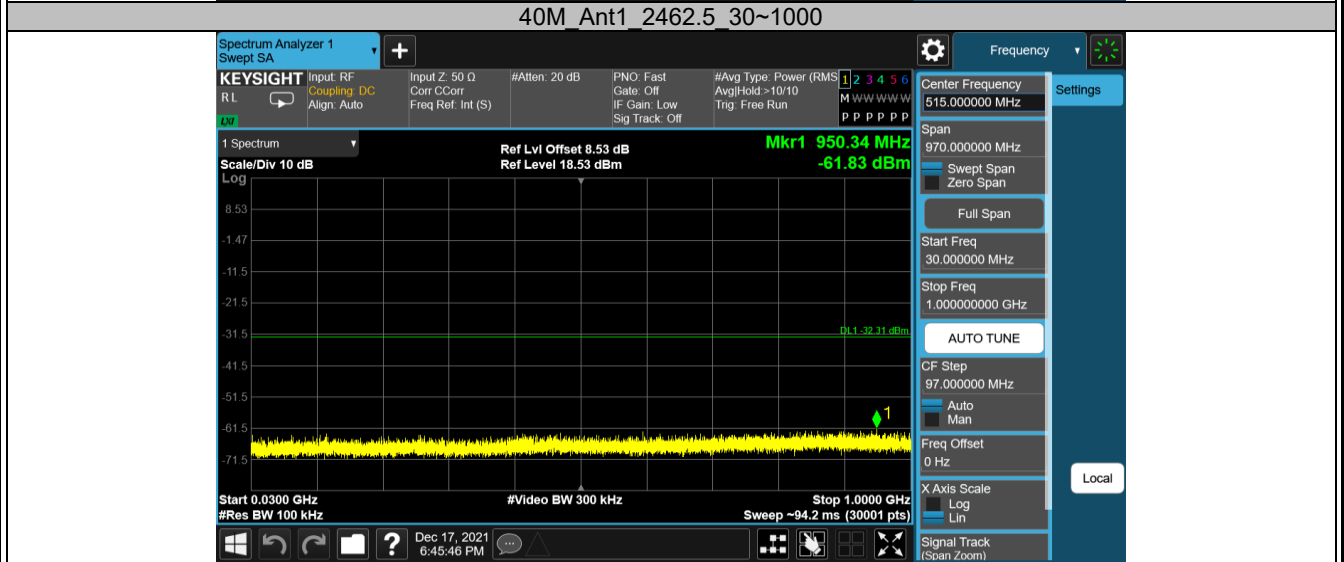 40M_Ant1_2462.5_30~1000
Spectrum Analyzer 1
Swept SA
+
Frequency
KEYSIGHT
R L
LXI
Input: RF
Coupling: DC
Align: Auto
Input Z: 50 Ω
Corr CCorr
Freq Ref: Int (S)
#Atten: 20 dB
PNO: Fast
Gate: Off
IF Gain: Low
Sig Track: Off
#Avg Type: Power (RMS
Avg|Hold:>10/10
Trig: Free Run
1 2 3 4 5 6
M W W W W W
P P P P P P
1 Spectrum
Scale/Div 10 dB
Log
Ref Lvl Offset 8.53 dB
Ref Level 18.53 dBm
Mkr1 950.34 MHz
-61.83 dBm
8.53
-1.47
-11.5
-21.5
-31.5
DL1 -32.31 dBm
-41.5
-51.5
1
-61.5
-71.5
Start 0.0300 GHz
#Res BW 100 kHz
#Video BW 300 kHz
Stop 1.0000 GHz
Sweep ~94.2 ms (30001 pts)
?
Dec 17, 2021
6:45:46 PM
Center Frequency
515.000000 MHz
Span
970.000000 MHz
Swept Span
Zero Span
Full Span
Start Freq
30.000000 MHz
Stop Freq
1.000000000 GHz
AUTO TUNE
CF Step
97.000000 MHz
Auto
Man
Freq Offset
0 Hz
X Axis Scale
Log
Lin
Signal Track
(Span Zoom)
Settings
Local